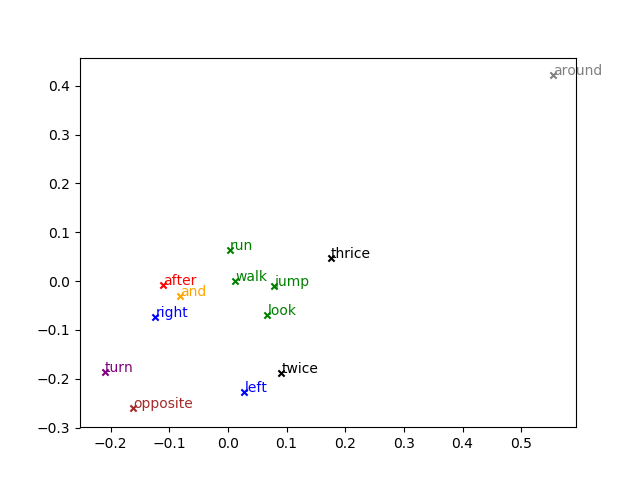 around
0.4
0.3
0.2
0.1
run
thrice
0.0
after
walk
jump
and
right
look
−0.1
turn
twice
−0.2
left
opposite
−0.3
−0.2 −0.1 0.0 0.1 0.2 0.3 0.4 0.5